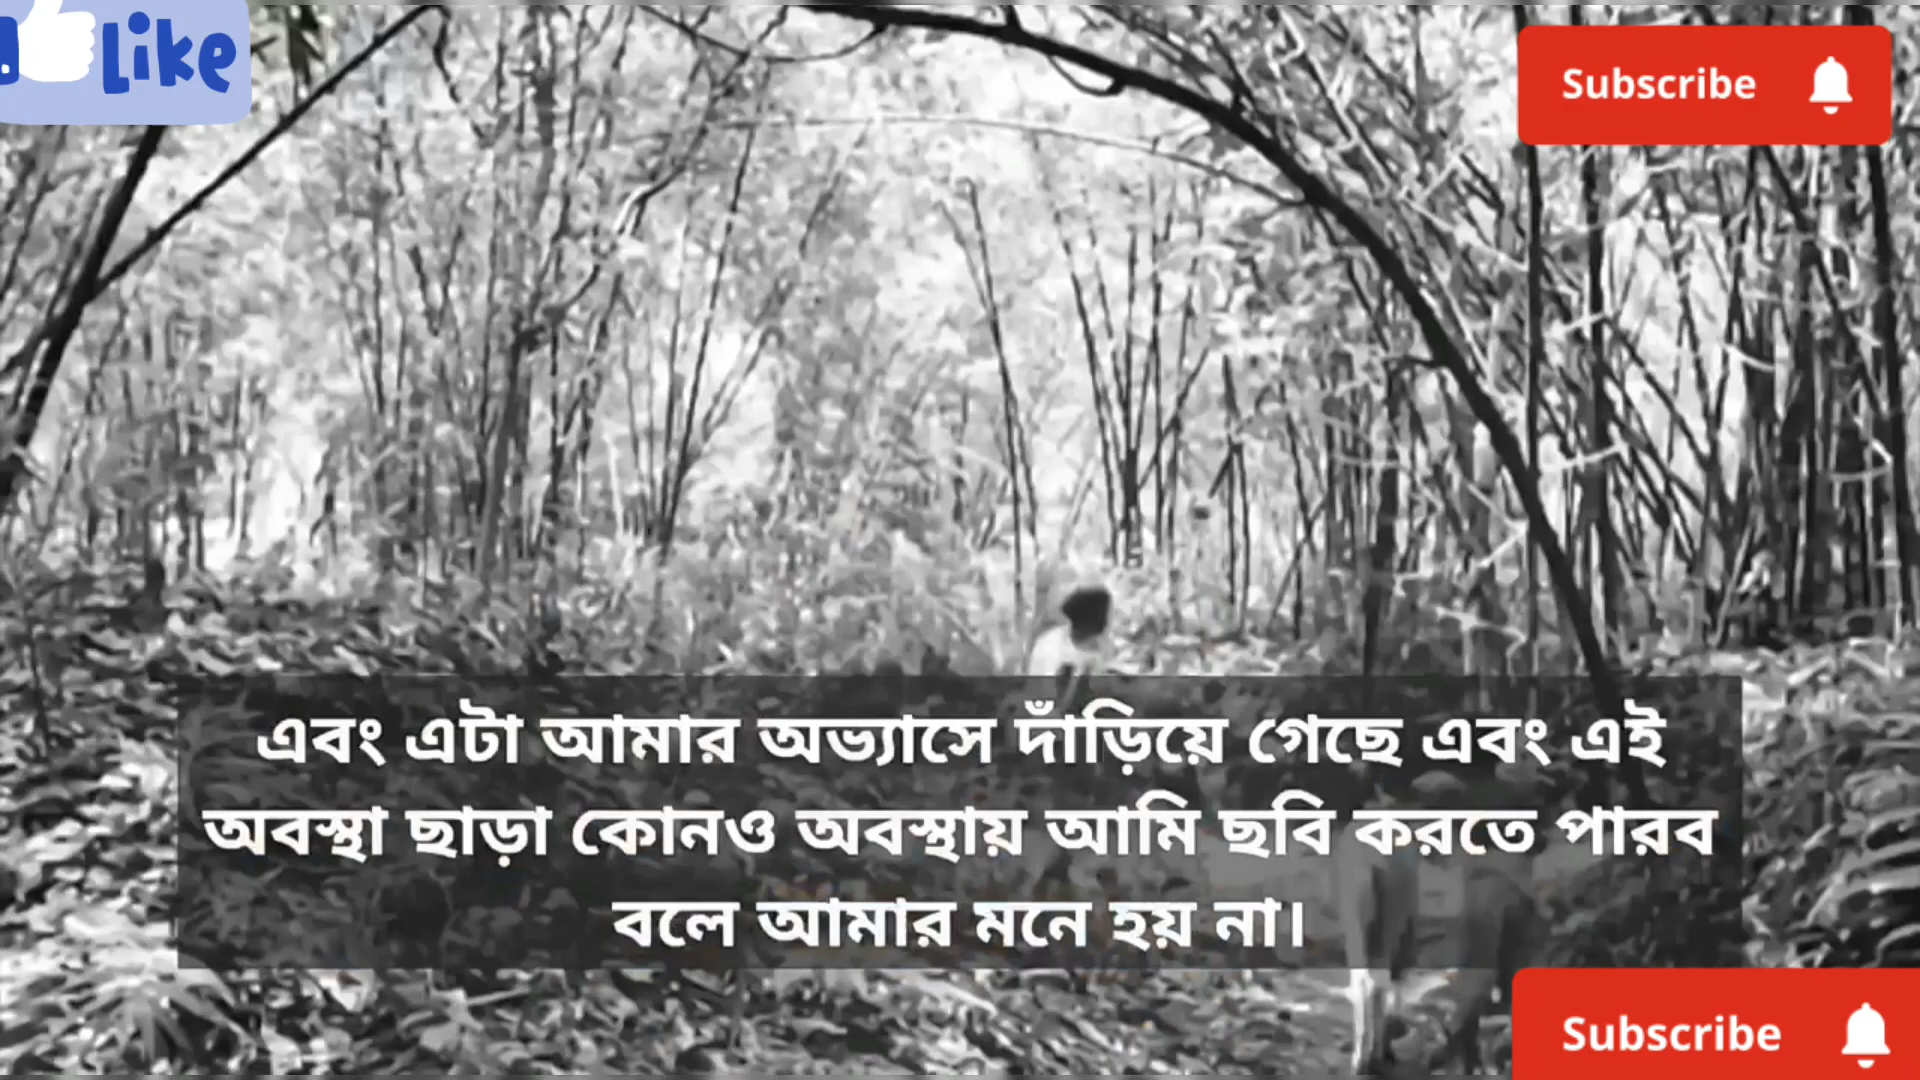 Like
Subscribe
এবং এটা আমার অভ্যাসে দাঁড়িয়ে গেছে এবং এই
অবস্থা ছাড়া কোনও অবস্থায় আমি ছবি করতে পারব
বলে আমার মনে হয় না।
Subscribe